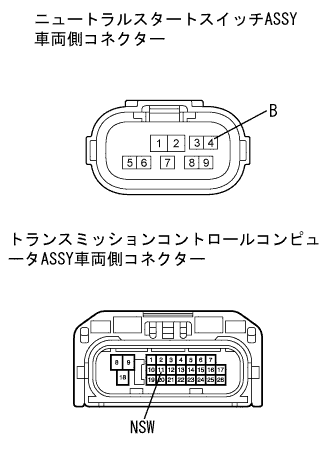 ニュートラルスタートスイッチASSY
車両側コネクター
B
1 2 3 4
5 6 7 8 9
トランスミッションコントロールコンピュ
ータASSY車両側コネクター
1 2 3 4 5 6 7
8 9 10 11 12 13 14 15 16 17
18 19 20 21 22 23 24 25 26
NSW